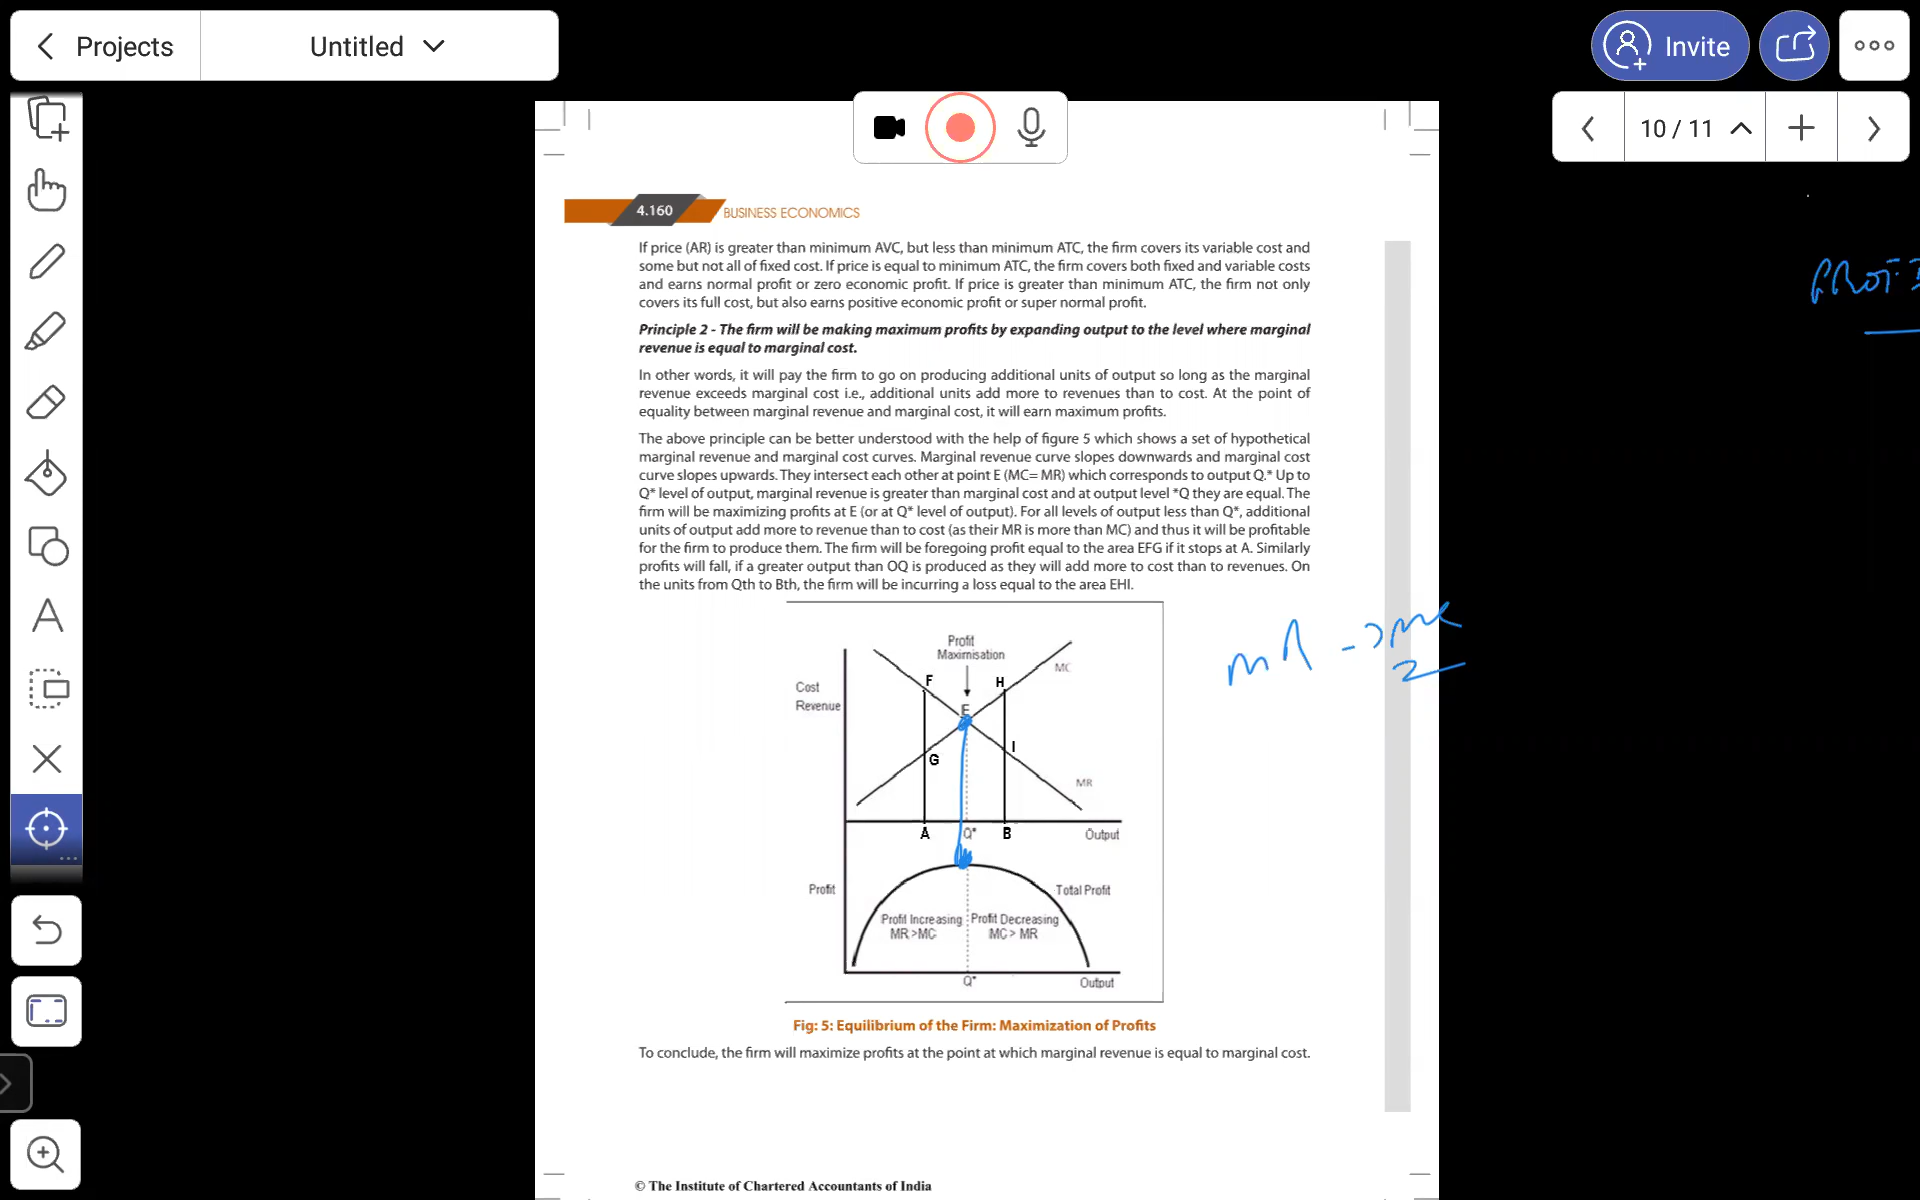 Projects
Untitled
Invite
10 / 11
4.160
BUSINESS ECONOMICS
If price (AR) is greater than minimum AVC, but less than minimum ATC, the firm covers its variable cost and
some but not all of fixed cost. If price is equal to minimum ATC, the firm covers both fixed and variable costs
and earns normal profit or zero economic profit. If price is greater than minimum ATC, the firm not only
covers its full cost, but also earns positive economic profit or super normal profit.
Principle 2 - The firm will be making maximum profits by expanding output to the level where marginal
revenue is equal to marginal cost.
In other words, it will pay the firm to go on producing additional units of output so long as the marginal
revenue exceeds marginal cost i.e., additional units add more to revenues than to cost. At the point of
equality between marginal revenue and marginal cost, it will earn maximum profits.
The above principle can be better understood with the help of figure 5 which shows a set of hypothetical
marginal revenue and marginal cost curves. Marginal revenue curve slopes downwards and marginal cost
curve slopes upwards. They intersect each other at point E (MC= MR) which corresponds to output Q.* Up to
Q* level of output, marginal revenue is greater than marginal cost and at output level *Q they are equal. The
firm will be maximizing profits at E (or at Q* level of output). For all levels of output less than Q*, additional
units of output add more to revenue than to cost (as their MR is more than MC) and thus it will be profitable
for the firm to produce them. The firm will be foregoing profit equal to the area EFG if it stops at A. Similarly
profits will fall, if a greater output than OQ is produced as they will add more to cost than to revenues. On
the units from Qth to Bth, the firm will be incurring a loss equal to the area EHI.
Profit
Maximisation
MC
Cost
Revenue
F
H
E
G
I
MR
A
Q*
B
Output
Profit
Total Profit
Profit Increasing
MR >MC
Profit Decreasing
MC > MR
Q*
Output
MR
MC
Fig: 5: Equilibrium of the Firm: Maximization of Profits
To conclude, the firm will maximize profits at the point at which marginal revenue is equal to marginal cost.
© The Institute of Chartered Accountants of India